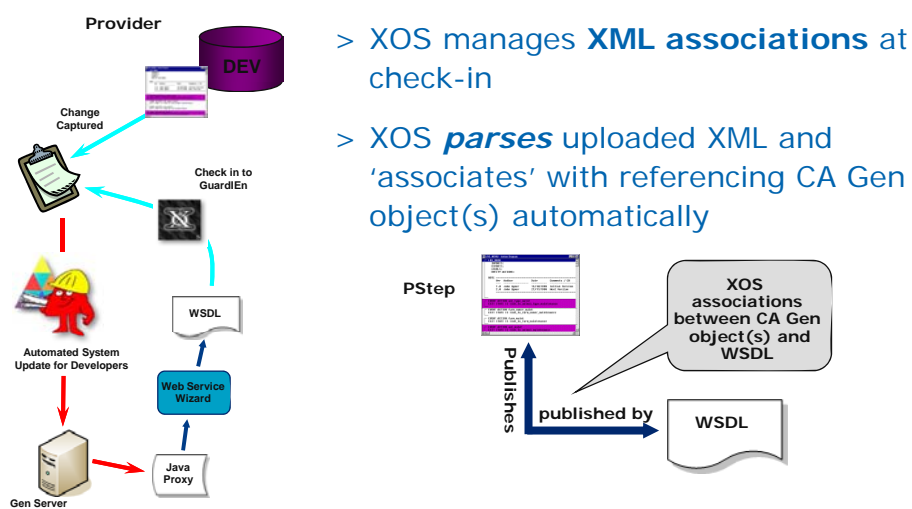 Provider
DEV
Change
Captured
Check in to
GuardIEn
N
WSDL
Automated System
Update for Developers
Web Service
Wizard
Java
Proxy
Gen Server
> XOS manages XML associations at
check-in
> XOS parses uploaded XML and
‘associates’ with referencing CA Gen
object(s) automatically
PStep
XOS
associations
between CA Gen
object(s) and
WSDL
Publishes
published by
WSDL